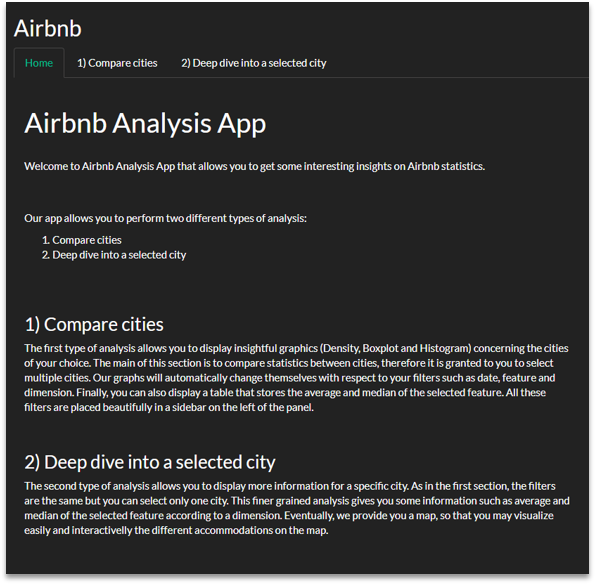 Airbnb
Home 1) Compare cities 2) Deep dive into a selected city
Airbnb Analysis App
Welcome to Airbnb Analysis App that allows you to get some interesting insights on Airbnb statistics.
Our app allows you to perform two different types of analysis:
1. Compare cities
2. Deep dive into a selected city
1) Compare cities
The first type of analysis allows you to display insightful graphics (Density, Boxplot and Histogram) concerning the cities
of your choice. The main of this section is to compare statistics between cities, therefore it is granted to you to select
multiple cities. Our graphs will automatically change themselves with respect to your filters such as date, feature and
dimension. Finally, you can also display a table that stores the average and median of the selected feature. All these
filters are placed beautifully in a sidebar on the left of the panel.
2) Deep dive into a selected city
The second type of analysis allows you to display more information for a specific city. As in the first section, the filters
are the same but you can select only one city. This finer grained analysis gives you some information such as average and
median of the selected feature according to a dimension. Eventually, we provide you a map, so that you may visualize
easily and interactivelly the different accommodations on the map.